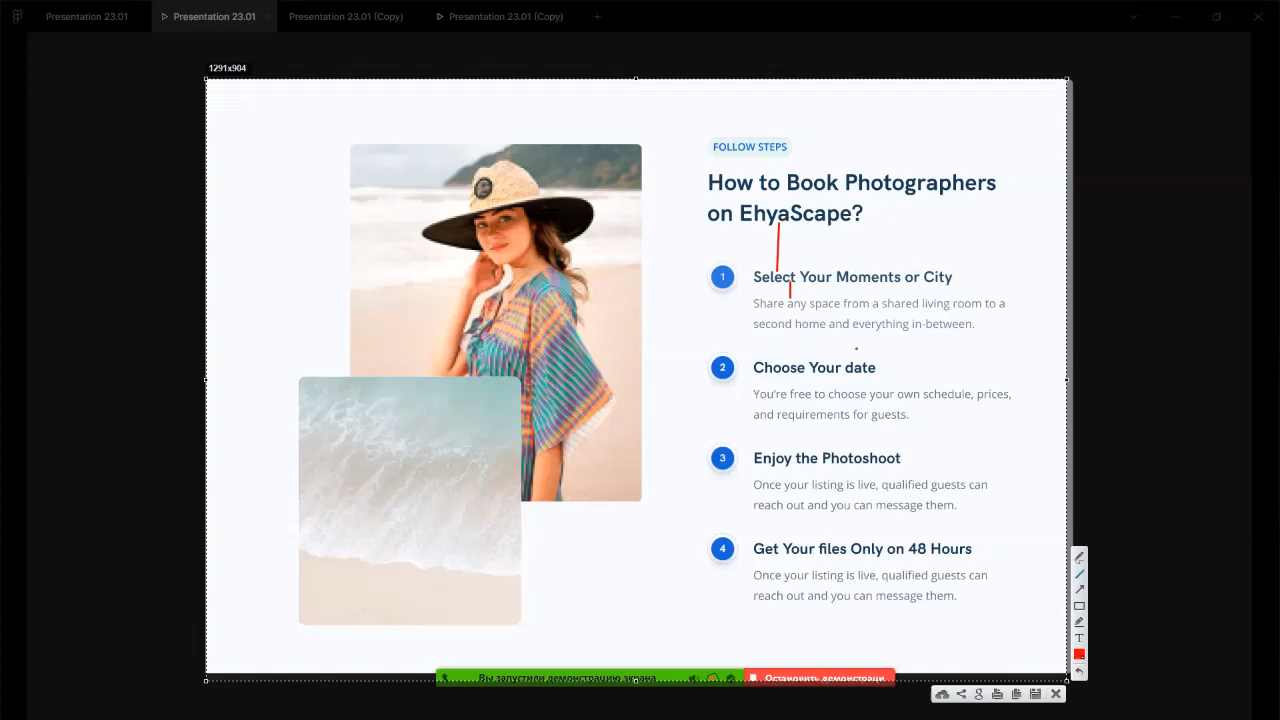 Presentation 23.01
Presentation 23.01
Presentation 23.01 (Copy)
Presentation 23.01 (Copy)
1291x904
FOLLOW STEPS
How to Book Photographers
on EhyaScape?
1
Select Your Moments or City
Share any space from a shared living room to a
second home and everything in-between.
2
Choose Your date
You're free to choose your own schedule, prices,
and requirements for guests.
3
Enjoy the Photoshoot
Once your listing is live, qualified guests can
reach out and you can message them.
4
Get Your files Only on 48 Hours
Once your listing is live, qualified guests can
reach out and you can message them.
Вы запустили демонстрацию экрана
Остановить демонстраци